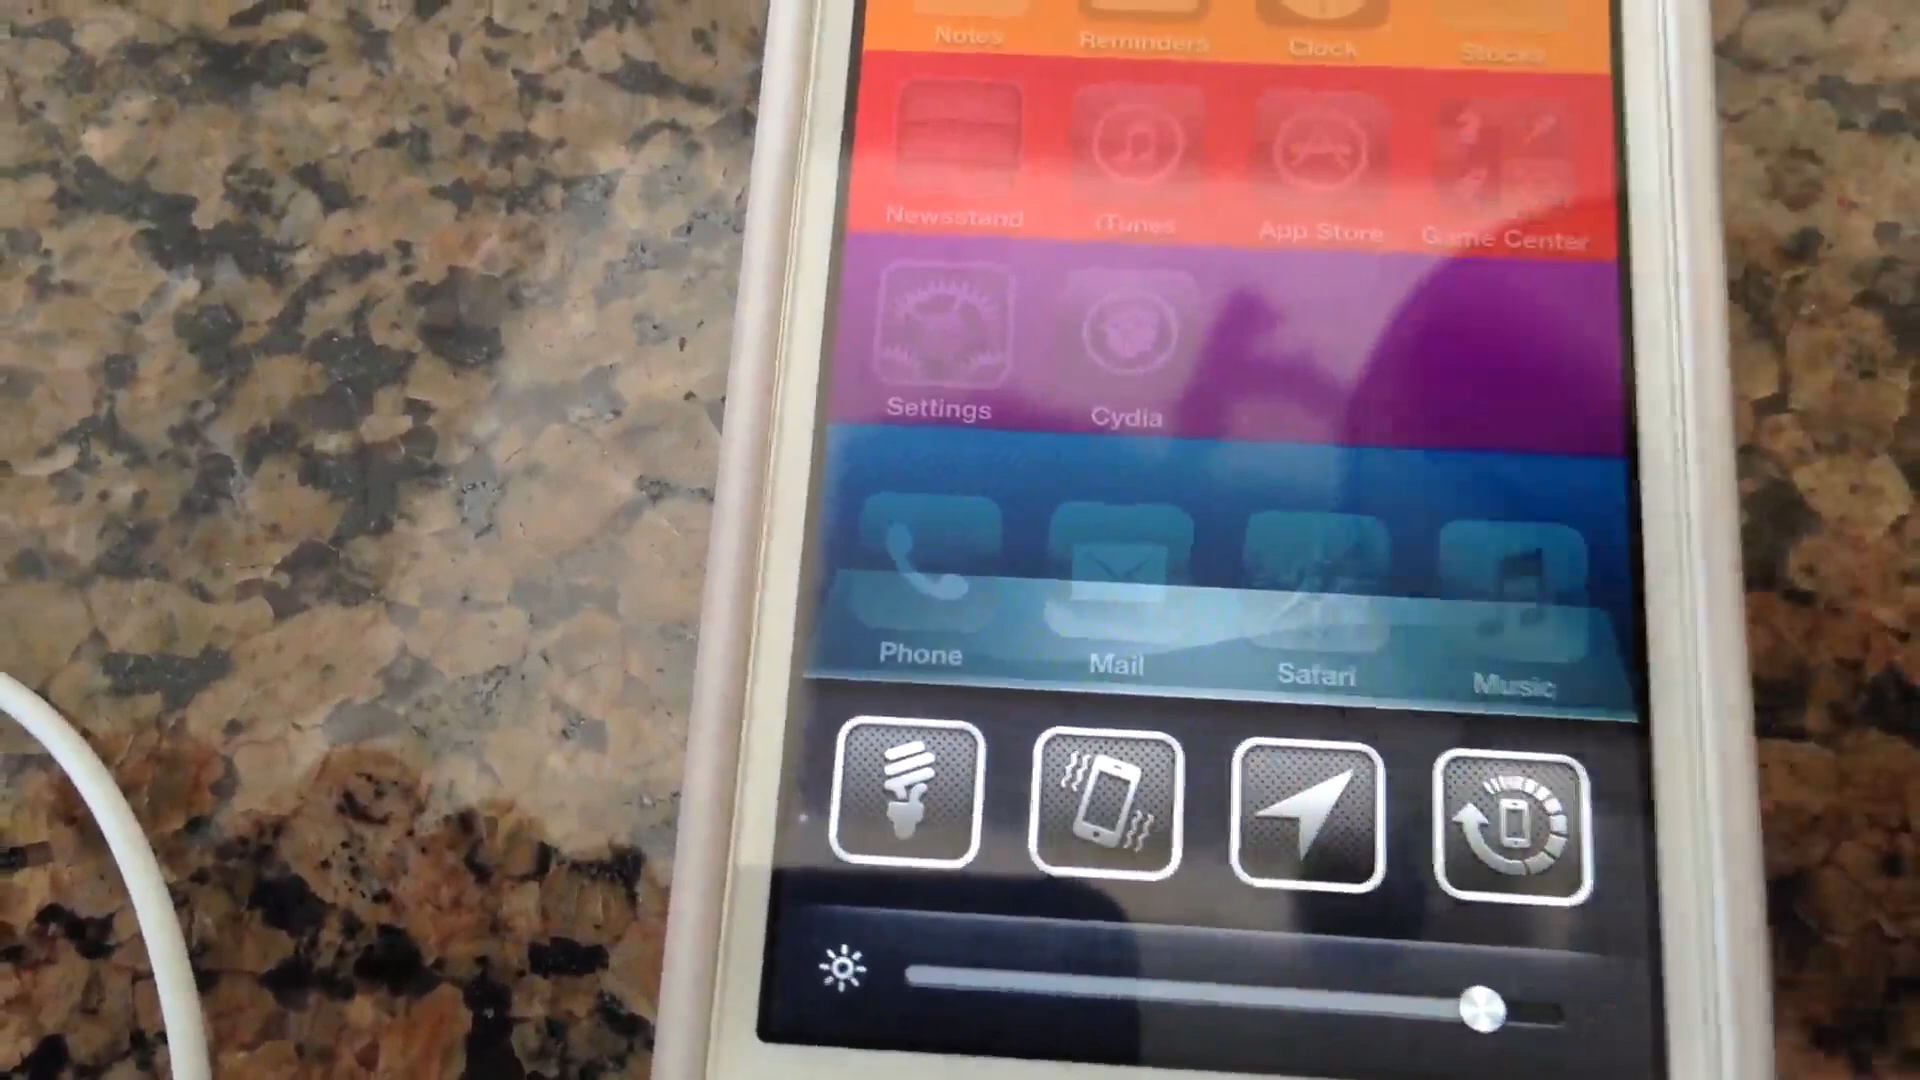 Notes Reminders Clock Stocks
Newsstand iTunes App Store Game Center
Settings Cydia
Phone Mail Safari Music